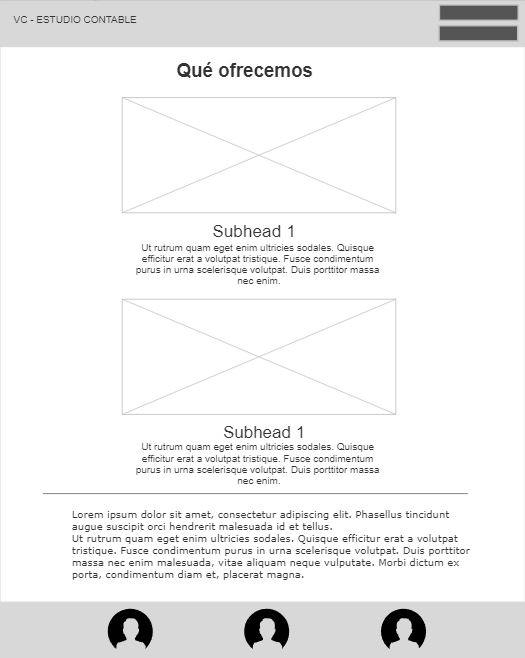 VC - ESTUDIO CONTABLE
Qué ofrecemos
Subhead 1
Ut rutrum quam eget enim ultricies sodales. Quisque
efficitur erat a volutpat tristique. Fusce condimentum
purus in urna scelerisque volutpat. Duis porttitor massa
nec enim.
Subhead 1
Ut rutrum quam eget enim ultricies sodales. Quisque
efficitur erat a volutpat tristique. Fusce condimentum
purus in urna scelerisque volutpat. Duis porttitor massa
nec enim.
Lorem ipsum dolor sit amet, consectetur adipiscing elit. Phasellus tincidunt
augue suscipit orci hendrerit malesuada id et tellus.
Ut rutrum quam eget enim ultricies sodales. Quisque efficitur erat a volutpat
tristique. Fusce condimentum purus in urna scelerisque volutpat. Duis porttitor
massa nec enim malesuada, vitae aliquam neque vulputate. Morbi dictum ex
porta, condimentum diam et, placerat magna.